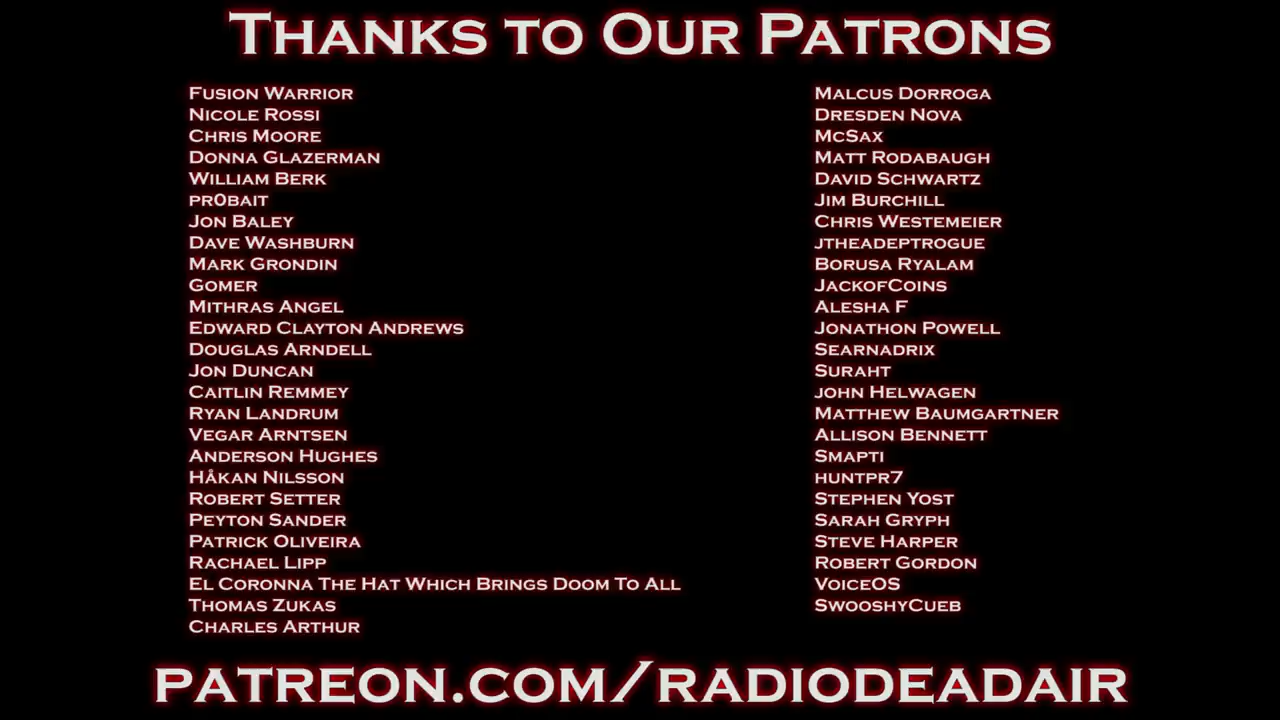 Thanks to Our Patrons
Fusion Warrior
Nicole Rossi
Chris Moore
Donna Glazerman
William Berk
pr0bait
Jon Baley
Dave Washburn
Mark Grondin
Gomer
Mithras Angel
Edward Clayton Andrews
Douglas Arndell
Jon Duncan
Caitlin Remmey
Ryan Landrum
Vegar Arntsen
Anderson Hughes
Håkan Nilsson
Robert Setter
Peyton Sander
Patrick Oliveira
Rachael Lipp
El Coronna The Hat Which Brings Doom To All
Thomas Zukas
Charles Arthur
Malcus Dorroga
Dresden Nova
McSax
Matt Rodabaugh
David Schwartz
Jim Burchill
Chris Westemeier
jtheadeptrogue
Borusa Ryalam
JackofCoins
Alesha F
Jonathon Powell
Searnadrix
Suraht
john Helwagen
Matthew Baumgartner
Allison Bennett
Smapti
huntpr7
Stephen Yost
Sarah Gryph
Steve Harper
Robert Gordon
VoiceOS
SwooshyCueb
patreon.com/radiodeadair